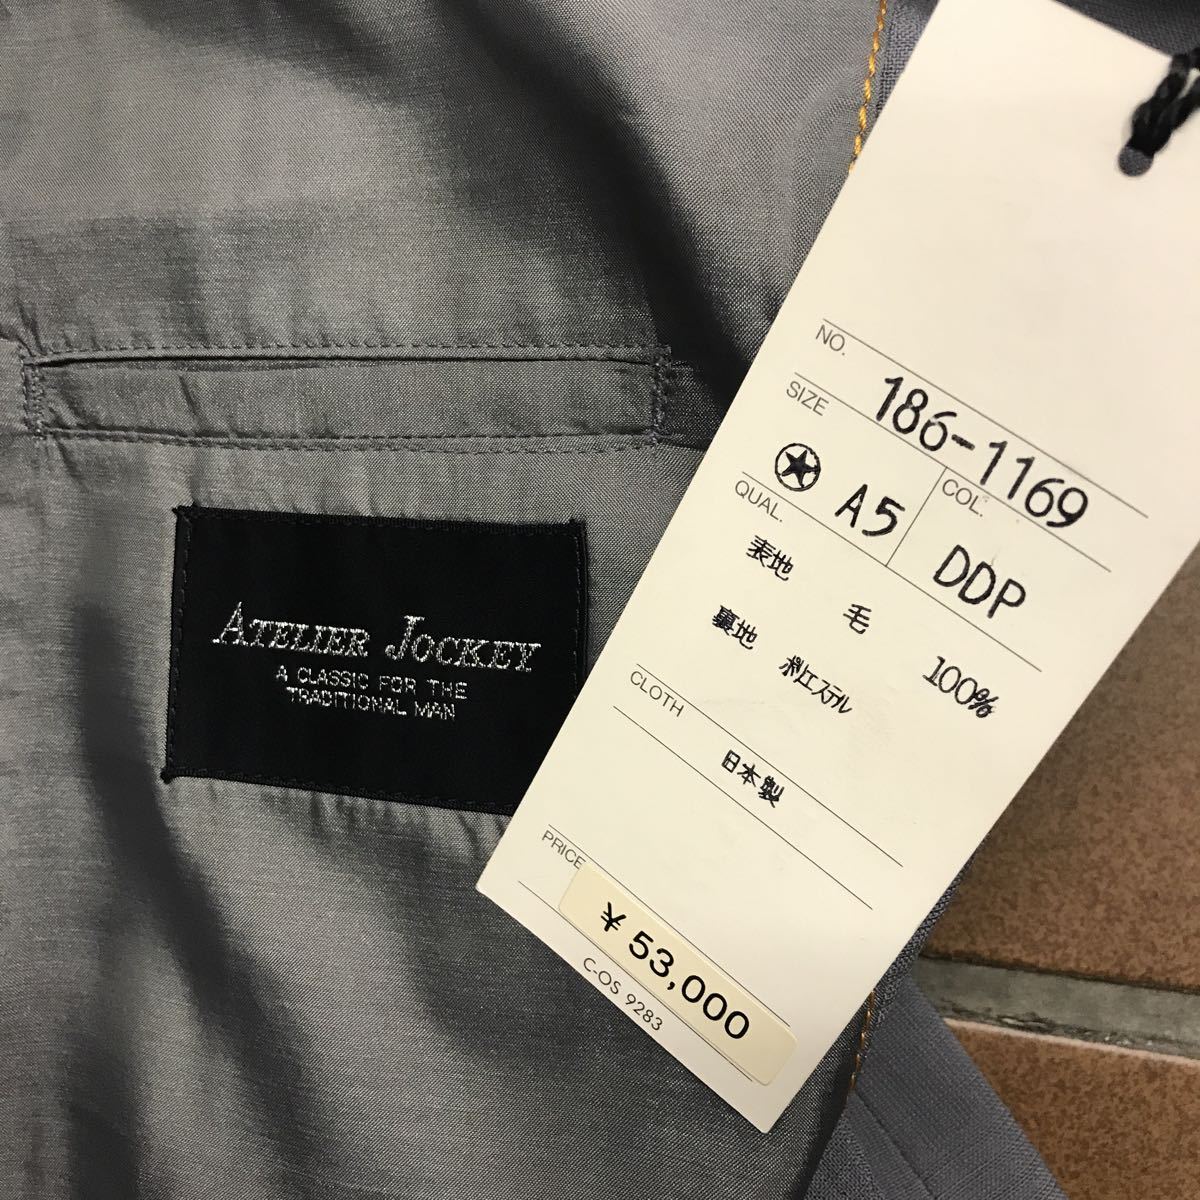 ATELIER JOCKEY
A CLASSIC FOR THE
TRADITIONAL MAN
NO.
186-1169
SIZE
A5
COL.
DDP
QUAL.
表地 毛 100%
裏地 ポリエステル
CLOTH
日本製
PRICE
¥53,000
C-OS 9283